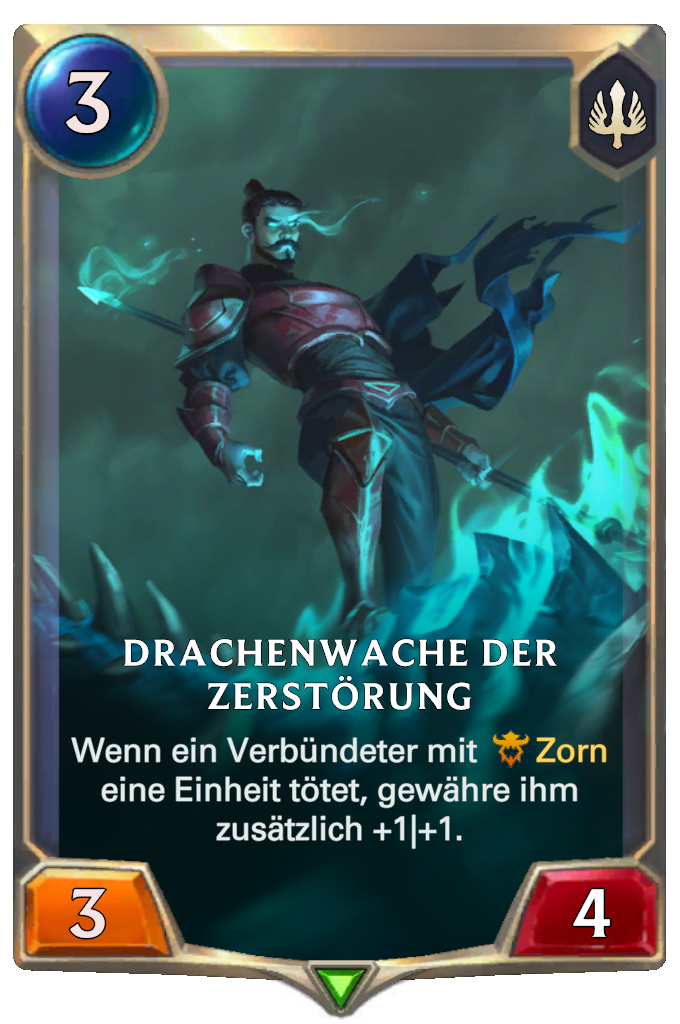 3
DRACHENWACHE DER
ZERSTÖRUNG
Wenn ein Verbündeter mit Zorn
eine Einheit tötet, gewähre ihm
zusätzlich +1|+1.
3
4